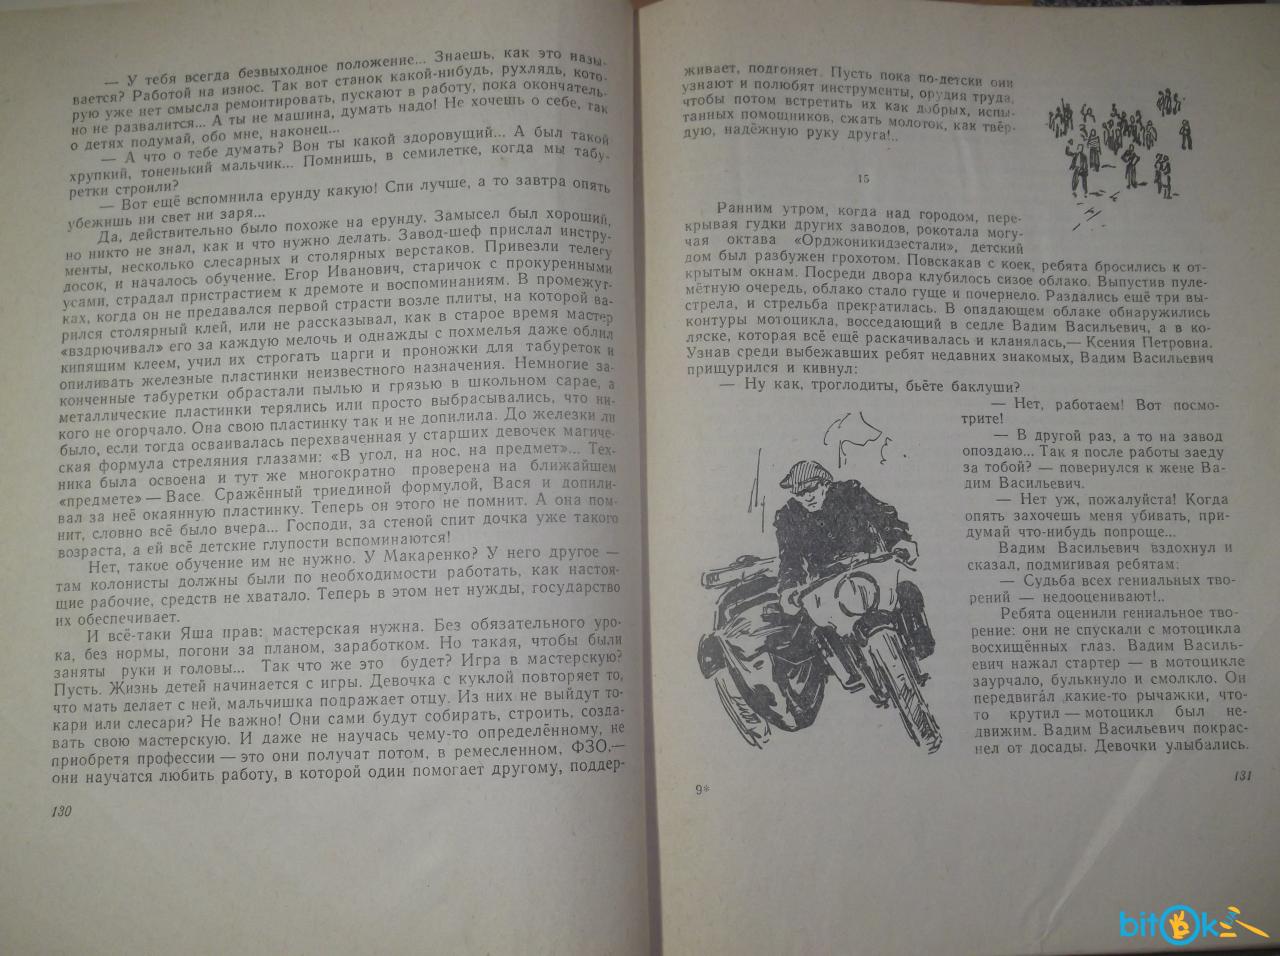 — У тебя всегда безвыходное положение... Знаешь, как это назы-
вается? Работой на износ. Так вот станок какой-нибудь, рухлядь, кото-
рую уже нет смысла ремонтировать, пускают в работу, пока окончатель-
но не развалится... А ты не машина, думать надо! Не хочешь о себе, так
о детях подумай, обо мне, наконец...
— А что о тебе думать? Вон ты какой здоровущий... А был такой
хрупкий, тоненький мальчик... Помнишь, в семилетке, когда мы табу-
ретки строили?
— Вот ещё вспомнила ерунду какую! Спи лучше, а то завтра опять
убежишь ни свет ни заря...
Да, действительно было похоже на ерунду. Замысел был хороший,
но никто не знал, как и что нужно делать. Завод-шеф прислал инстру-
менты, несколько слесарных и столярных верстаков. Привезли телегу
досок, и началось обучение. Егор Иванович, старичок с прокуренными
усами, страдал пристрастием к дремоте и воспоминаниям. В промежут-
ках, когда он не предавался первой страсти возле плиты, на которой ва-
рился столярный клей, или не рассказывал, как в старое время мастер
«вздрючивал» его за каждую мелочь и однажды с похмелья даже облил
кипящим клеем, учил их строгать царги и проножки для табуреток и
опиливать железные пластинки неизвестного назначения. Немногие за-
конченные табуретки обрастали пылью и грязью в школьном сарае, а
металлические пластинки терялись или просто выбрасывались, что ни-
кого не огорчало. Она свою пластинку так и не допилила. До железки ли
было, если тогда осваивалась перехваченная у старших девочек магиче-
ская формула стреляния глазами: «В угол, на нос, на предмет»... Тех-
ника была освоена и тут же многократно проверена на ближайшем
«предмете» — Васе. Сражённый триединой формулой, Вася и допили-
вал за неё окаянную пластинку. Теперь он этого не помнит. А она пом-
нит, словно всё было вчера... Господи, за стеной спит дочка уже такого
возраста, а ей всё детские глупости вспоминаются!
Нет, такое обучение им не нужно. У Макаренко? У него другое —
там колонисты должны были по необходимости работать, как настоя-
щие рабочие, средств не хватало. Теперь в этом нет нужды, государство
их обеспечивает.
И всё-таки Яша прав: мастерская нужна. Без обязательного уро-
ка, без нормы, погони за планом, заработком. Но такая, чтобы были
заняты руки и головы... Так что же это будет? Игра в мастерскую?
Пусть. Жизнь детей начинается с игры. Девочка с куклой повторяет то,
что мать делает с ней, мальчишка подражает отцу. Из них не выйдут то-
кари или слесари? Не важно! Они сами будут собирать, строить, созда-
вать свою мастерскую. И даже не научась чему-то определённому, не
приобретя профессии — это они получат потом, в ремесленном, ФЗО,—
они научатся любить работу, в которой один помогает другому, поддер-
130
живает, подгоняет. Пусть пока по-детски они
узнают и полюбят инструменты, орудия труда,
чтобы потом встретить их как добрых, испы-
танных помощников, сжать молоток, как твёр-
дую, надёжную руку друга!..
15
Ранним утром, когда над городом, пере-
крывая гудки других заводов, рокотала могу-
чая октава «Орджоникидзестали», детский
дом был разбужен грохотом. Повскакав с коек, ребята бросились к от-
крытым окнам. Посреди двора клубилось сизое облако. Выпустив пуле-
мётную очередь, облако стало гуще и почернело. Раздались ещё три вы-
стрела, и стрельба прекратилась. В опадающем облаке обнаружились
контуры мотоцикла, восседающий в седле Вадим Васильевич, а в ко-
ляске, которая всё ещё раскачивалась и кланялась,— Ксения Петровна.
Узнав среди выбежавших ребят недавних знакомых, Вадим Васильевич
прищурился и кивнул:
— Ну как, троглодиты, бьёте баклуши?
— Нет, работаем! Вот посмо-
трите!
— В другой раз, а то на завод
опоздаю... Так я после работы заеду
за тобой? — повернулся к жене Ва-
дим Васильевич.
— Нет уж, пожалуйста! Когда
опять захочешь меня убивать, при-
думай что-нибудь попроще...
Вадим Васильевич вздохнул и
сказал, подмигивая ребятам:
— Судьба всех гениальных тво-
рений — недооценивают!..
Ребята оценили гениальное тво-
рение: они не спускали с мотоцикла
восхищённых глаз. Вадим Василь-
евич нажал стартер — в мотоцикле
заурчало, булькнуло и смолкло. Он
передвигал какие-то рычажки, что-
то крутил — мотоцикл был не-
движим. Вадим Васильевич покрас-
нел от досады. Девочки улыбались.
9*
131
bitok